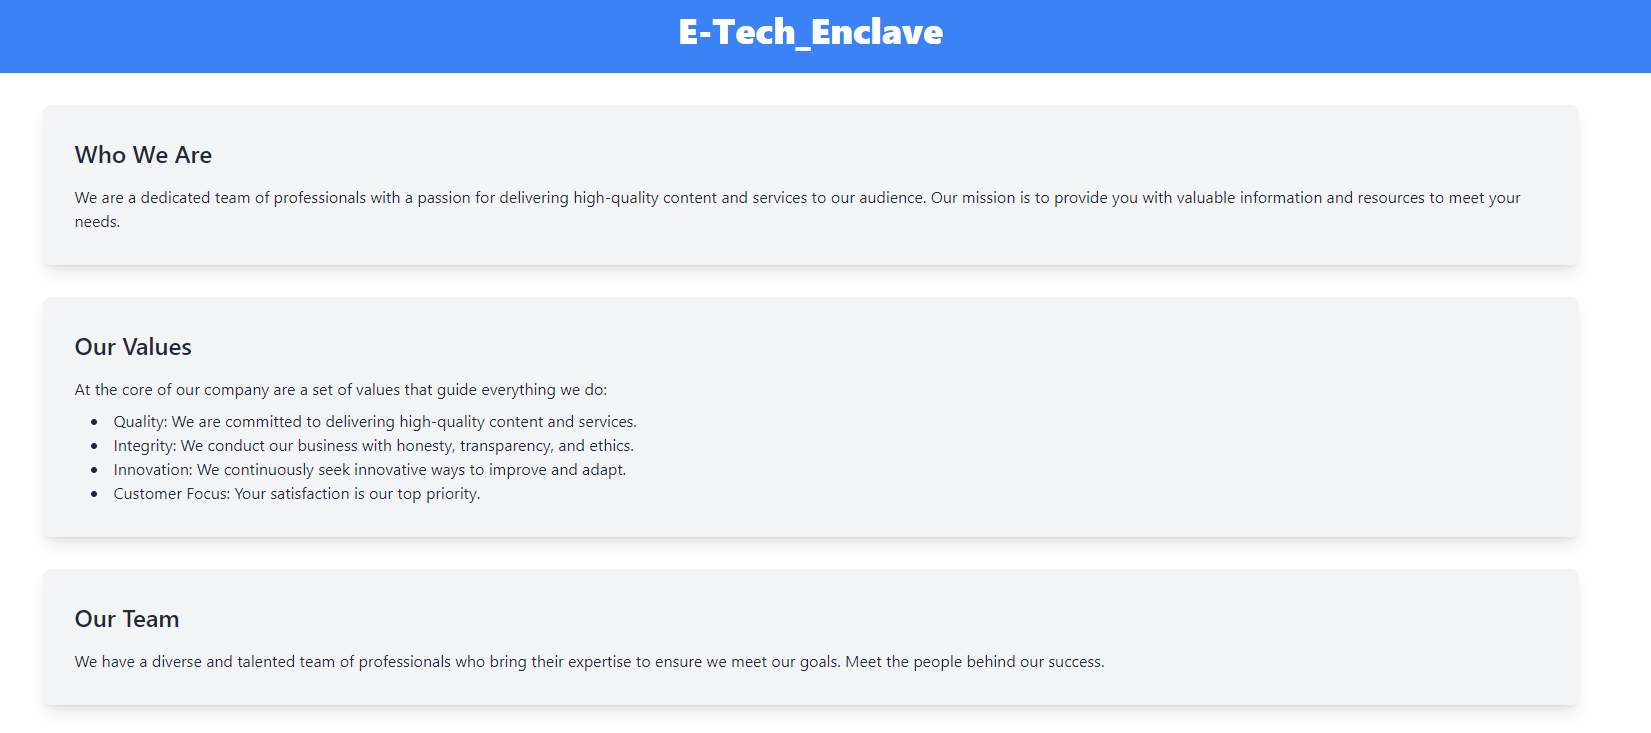 E-Tech_Enclave
Who We Are
We are a dedicated team of professionals with a passion for delivering high-quality content and services to our audience. Our mission is to provide you with valuable information and resources to meet your
needs.
Our Values
At the core of our company are a set of values that guide everything we do:
• Quality: We are committed to delivering high-quality content and services.
• Integrity: We conduct our business with honesty, transparency, and ethics.
• Innovation: We continuously seek innovative ways to improve and adapt.
• Customer Focus: Your satisfaction is our top priority.
Our Team
We have a diverse and talented team of professionals who bring their expertise to ensure we meet our goals. Meet the people behind our success.